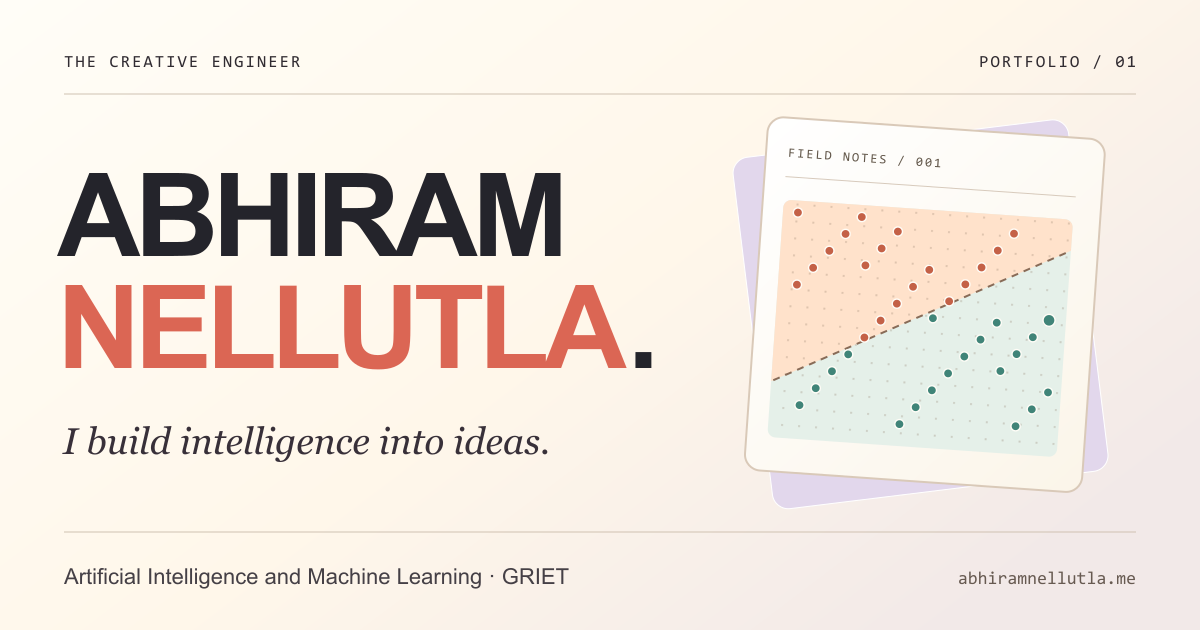 THE CREATIVE ENGINEER
PORTFOLIO / 01
FIELD NOTES / 001
ABHIRAM
NELLUTLA.
I build intelligence into ideas.
Artificial Intelligence and Machine Learning · GRIET
abhiramnellutla.me